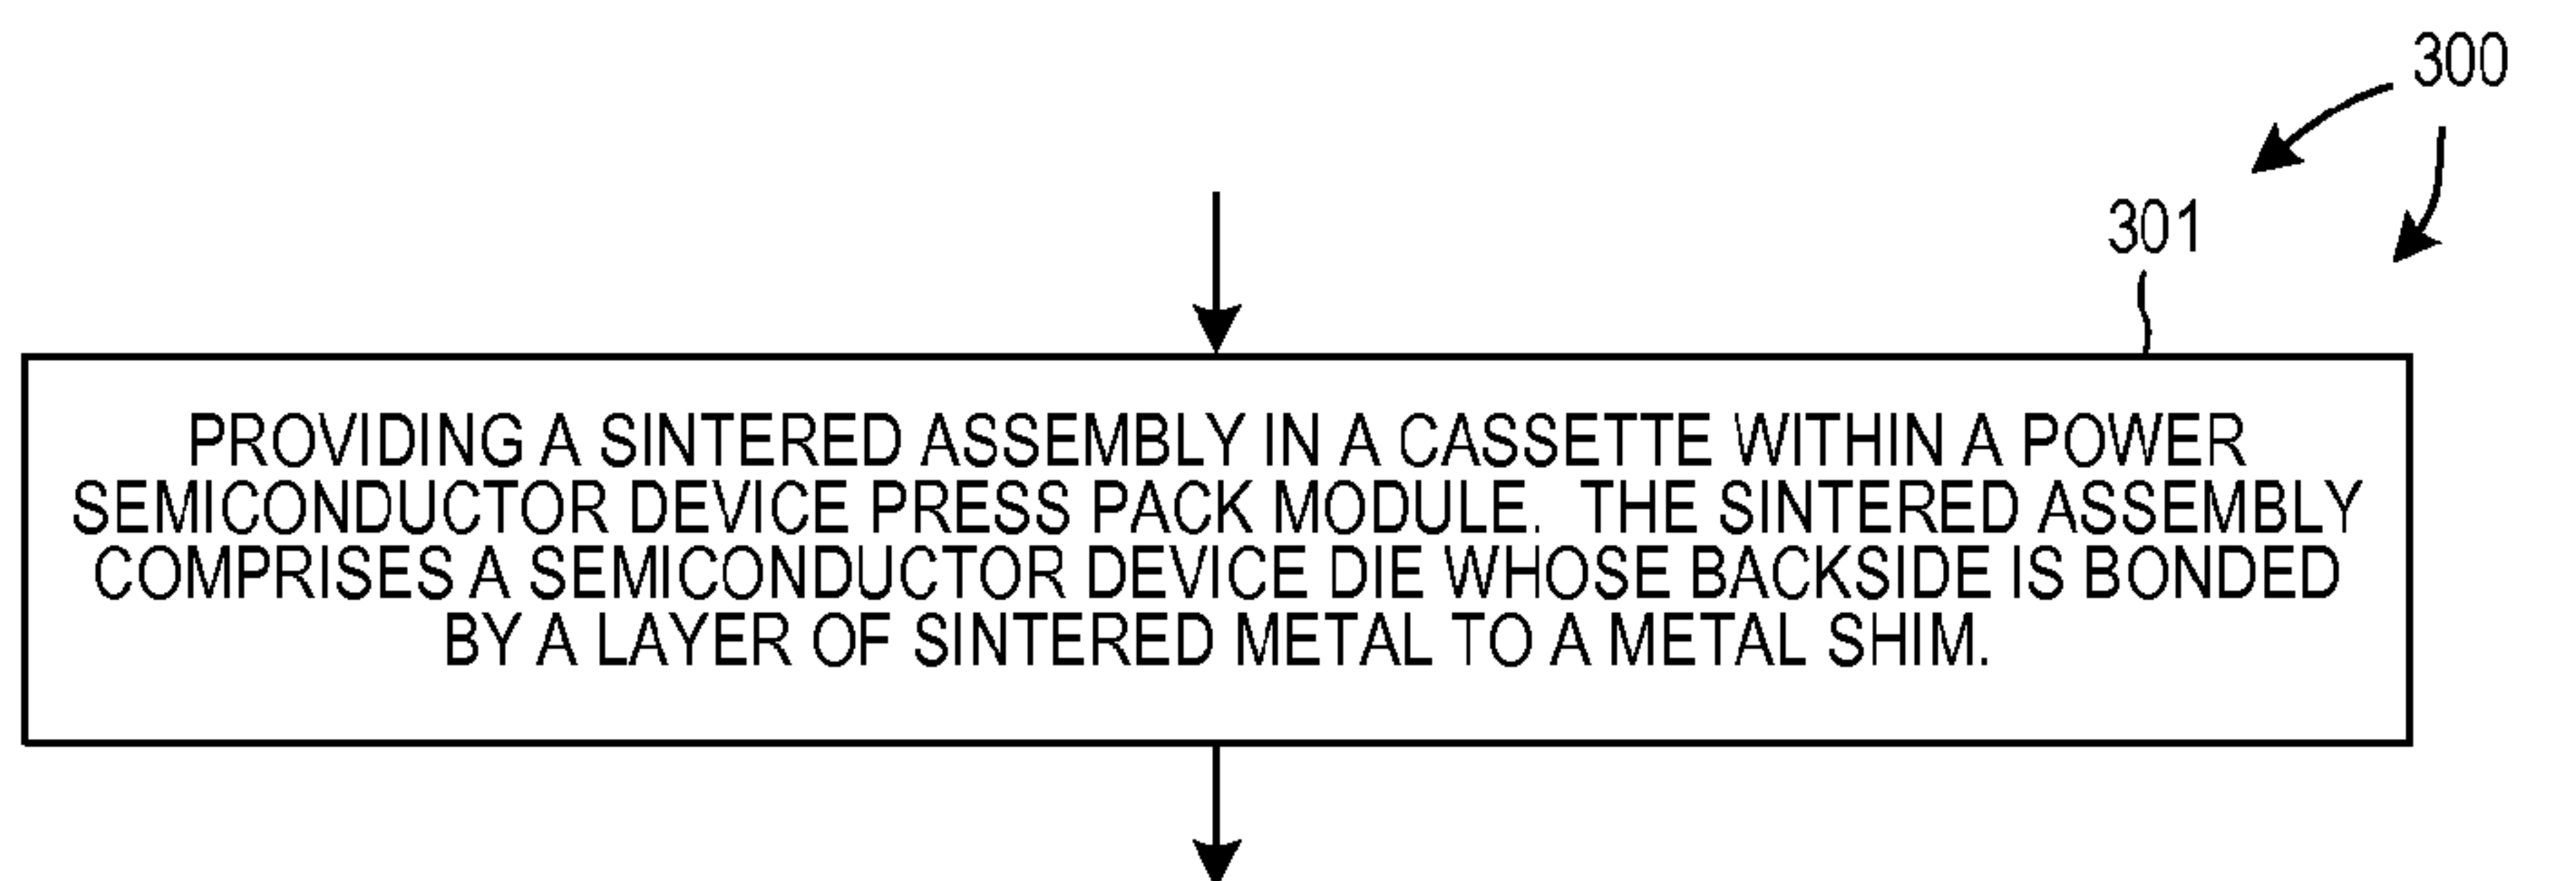 300
301
PROVIDING A SINTERED ASSEMBLY IN A CASSETTE WITHIN A POWER
SEMICONDUCTOR DEVICE PRESS PACK MODULE. THE SINTERED ASSEMBLY
COMPRISES A SEMICONDUCTOR DEVICE DIE WHOSE BACKSIDE IS BONDED
BY A LAYER OF SINTERED METAL TO A METAL SHIM.